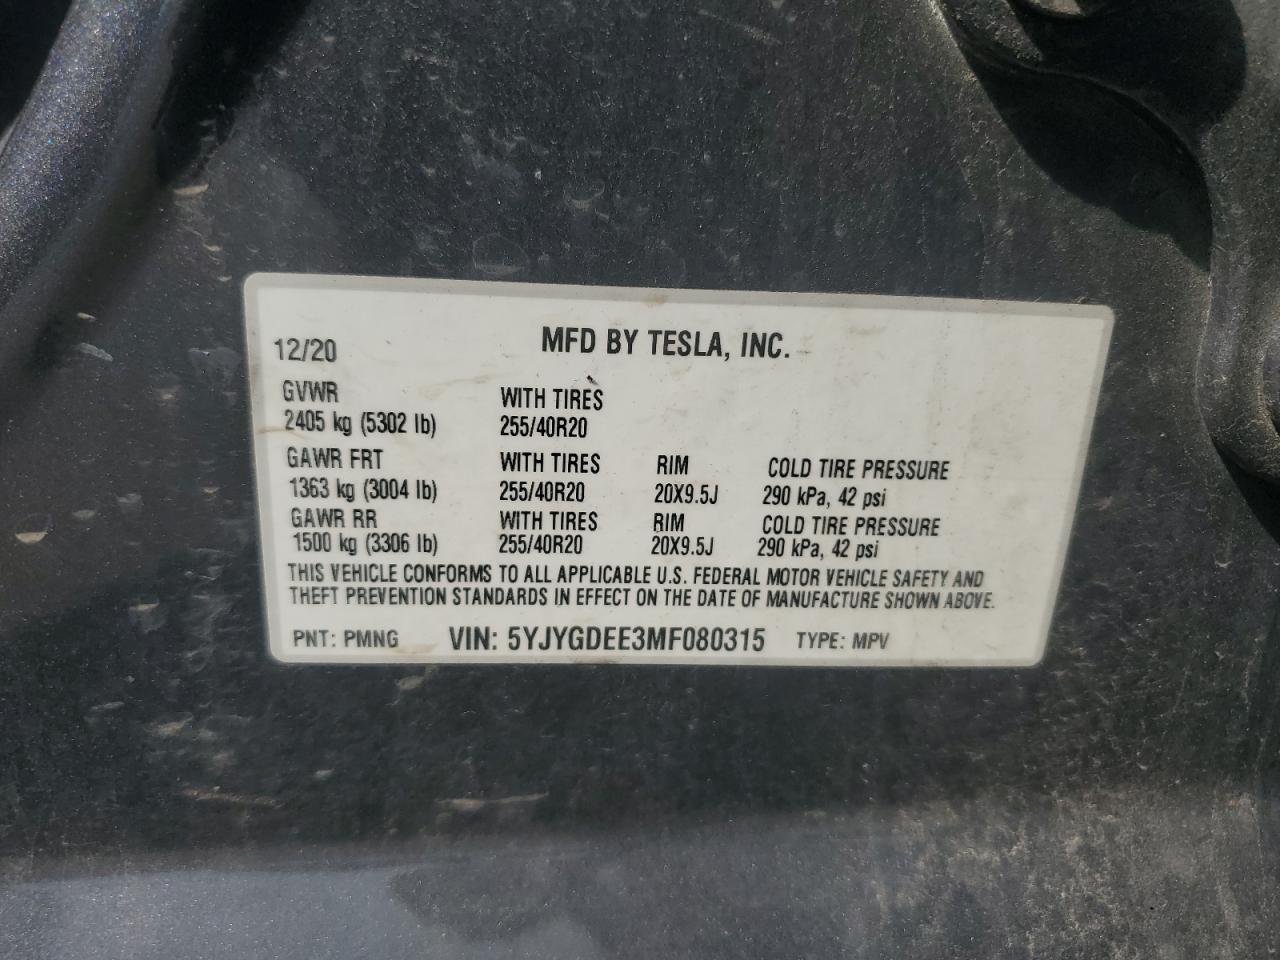 12/20 MFD BY TESLA, INC.
GVWR WITH TIRES
2405 kg (5302 lb) 255/40R20
GAWR FRT WITH TIRES RIM COLD TIRE PRESSURE
1363 kg (3004 lb) 255/40R20 20X9.5J 290 kPa, 42 psi
GAWR RR WITH TIRES RIM COLD TIRE PRESSURE
1500 kg (3306 lb) 255/40R20 20X9.5J 290 kPa, 42 psi
THIS VEHICLE CONFORMS TO ALL APPLICABLE U.S. FEDERAL MOTOR VEHICLE SAFETY AND
THEFT PREVENTION STANDARDS IN EFFECT ON THE DATE OF MANUFACTURE SHOWN ABOVE.
PNT: PMNG VIN: 5YJYGDEE3MF080315 TYPE: MPV